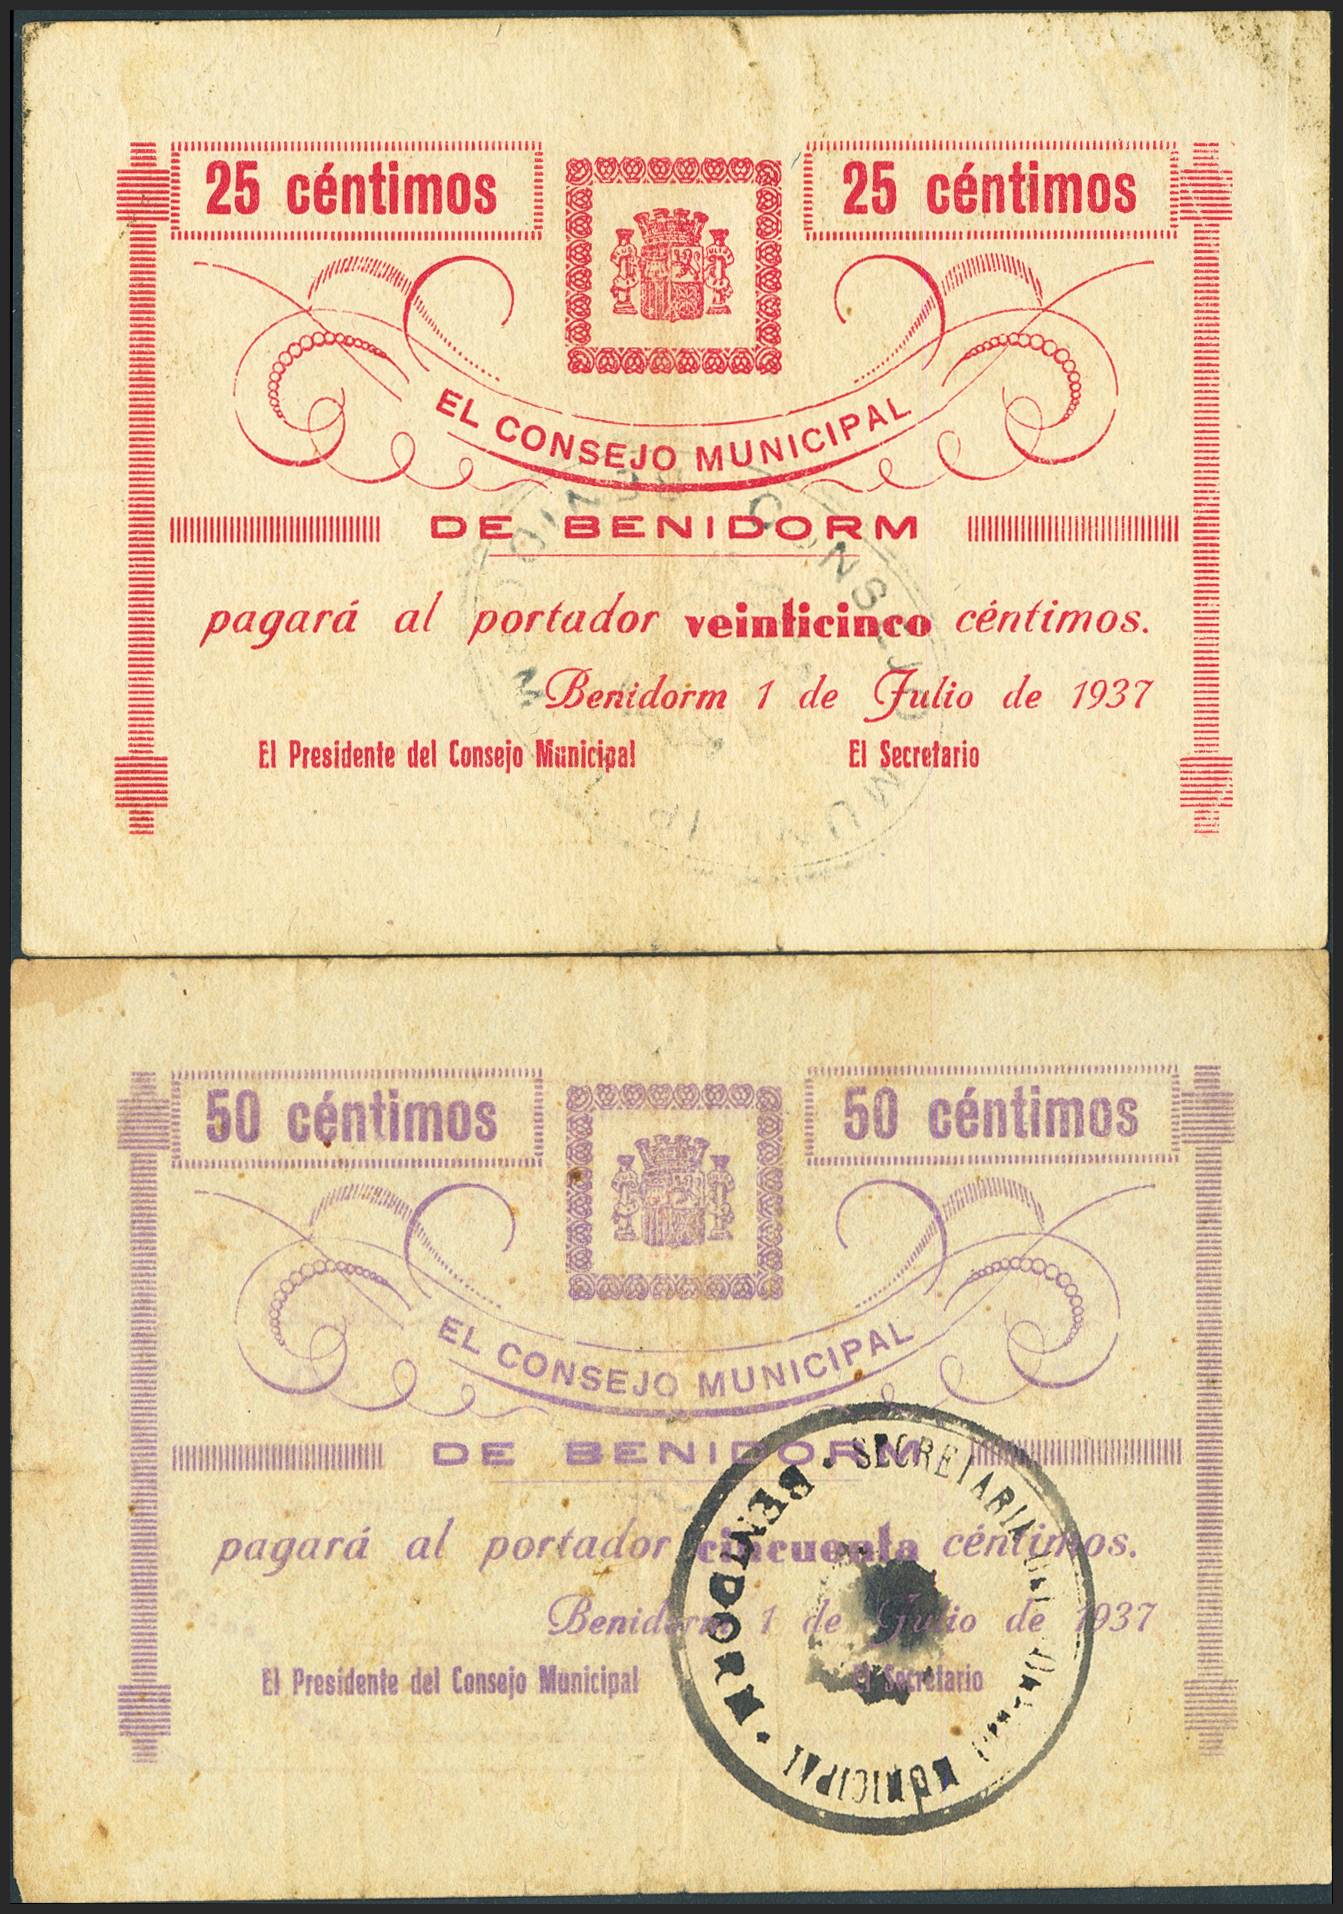 25 céntimos
25 céntimos
EL CONSEJO MUNICIPAL
DE BENIDORM
pagará al portador veinticinco céntimos.
Benidorm 1 de Julio de 1937
El Presidente del Consejo Municipal
El Secretario
50 céntimos
50 céntimos
EL CONSEJO MUNICIPAL
DE BENIDORM
pagará al portador cincuenta céntimos.
Benidorm 1 de Julio de 1937
El Presidente del Consejo Municipal
El Secretario
SECRETARIA
MUNICIPAL
BENIDORM